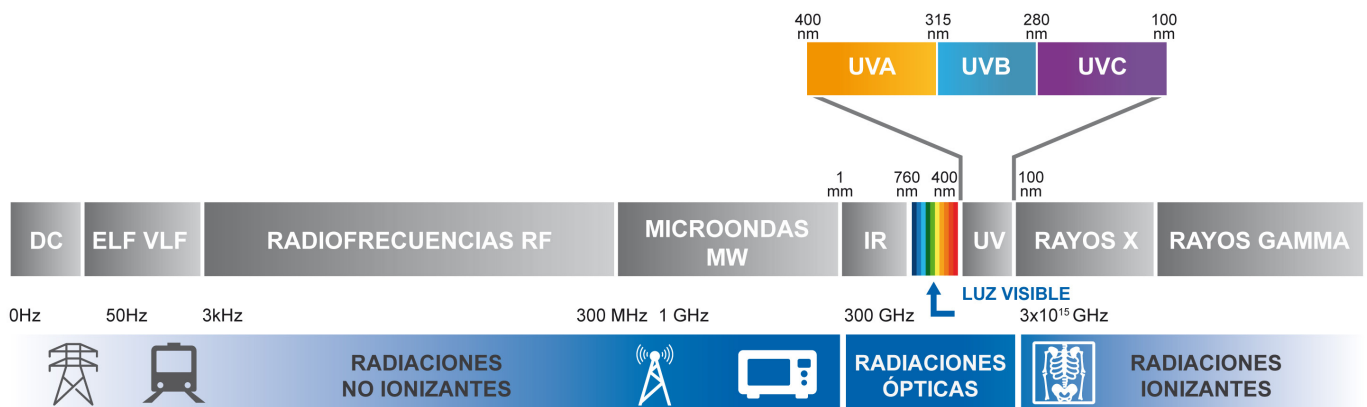 400 nm
315 nm
280 nm
100 nm
UVA
UVB
UVC
1 mm
760 nm
400 nm
100 nm
DC
ELF VLF
RADIOFRECUENCIAS RF
MICROONDAS
MW
IR
UV
RAYOS X
RAYOS GAMMA
LUZ VISIBLE
0Hz
50Hz
3kHz
300 MHz
1 GHz
300 GHz
3x10¹⁵ GHz
RADIACIONES
NO IONIZANTES
RADIACIONES
ÓPTICAS
RADIACIONES
IONIZANTES